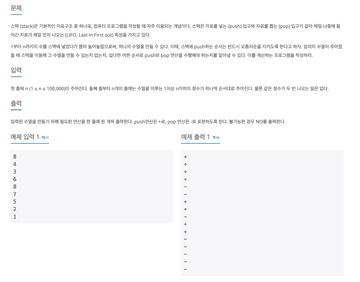 문제
스택 (stack)은 기본적인 자료구조 중 하나로, 컴퓨터 프로그램을 작성할 때 자주 이용되는 개념이다. 스택은 자료를 넣는 (push) 입구와 자료를 뽑는 (pop) 입구가 같아 제일 나중에 들
어간 자료가 제일 먼저 나오는 (LIFO, Last in First out) 특성을 가지고 있다.
1부터 n까지의 수를 스택에 넣었다가 뽑아 늘어놓음으로써, 하나의 수열을 만들 수 있다. 이때, 스택에 push하는 순서는 반드시 오름차순을 지키도록 한다고 하자. 임의의 수열이 주어졌
을 때 스택을 이용해 그 수열을 만들 수 있는지 없는지, 있다면 어떤 순서로 push와 pop 연산을 수행해야 하는지를 알아낼 수 있다. 이를 계산하는 프로그램을 작성하라.
입력
첫 줄에 n (1 ≤ n ≤ 100,000)이 주어진다. 둘째 줄부터 n개의 줄에는 수열을 이루는 1이상 n이하의 정수가 하나씩 순서대로 주어진다. 물론 같은 정수가 두 번 나오는 일은 없다.
출력
입력된 수열을 만들기 위해 필요한 연산을 한 줄에 한 개씩 출력한다. push연산은 +로, pop 연산은 -로 표현하도록 한다. 불가능한 경우 NO를 출력한다.
예제 입력 1 복사
예제 출력 1 복사
8
4
3
6
8
7
5
2
1
+
+
+
+
-
-
+
+
-
+
+
-
-
-
-
-